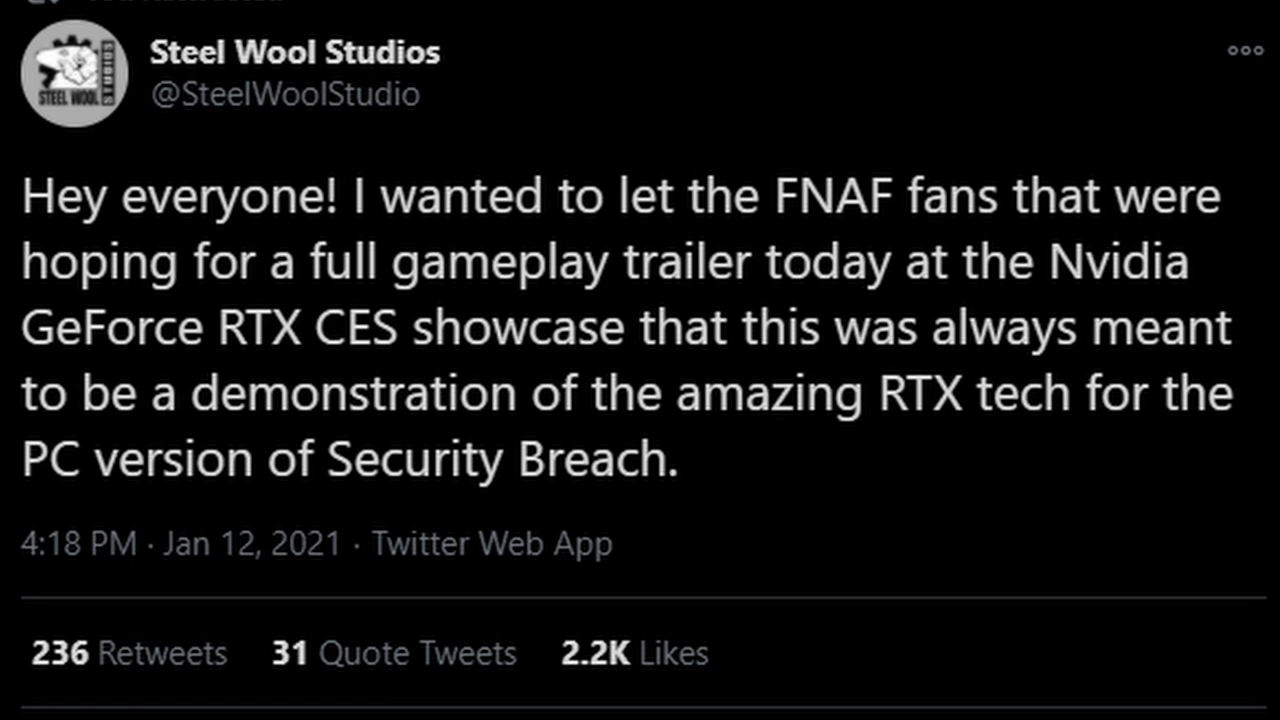 Steel Wool Studios
@SteelWoolStudio
STEEL WOOL
STUDIOS
Hey everyone! I wanted to let the FNAF fans that were
hoping for a full gameplay trailer today at the Nvidia
GeForce RTX CES showcase that this was always meant
to be a demonstration of the amazing RTX tech for the
PC version of Security Breach.
4:18 PM · Jan 12, 2021 · Twitter Web App
236 Retweets 31 Quote Tweets 2.2K Likes